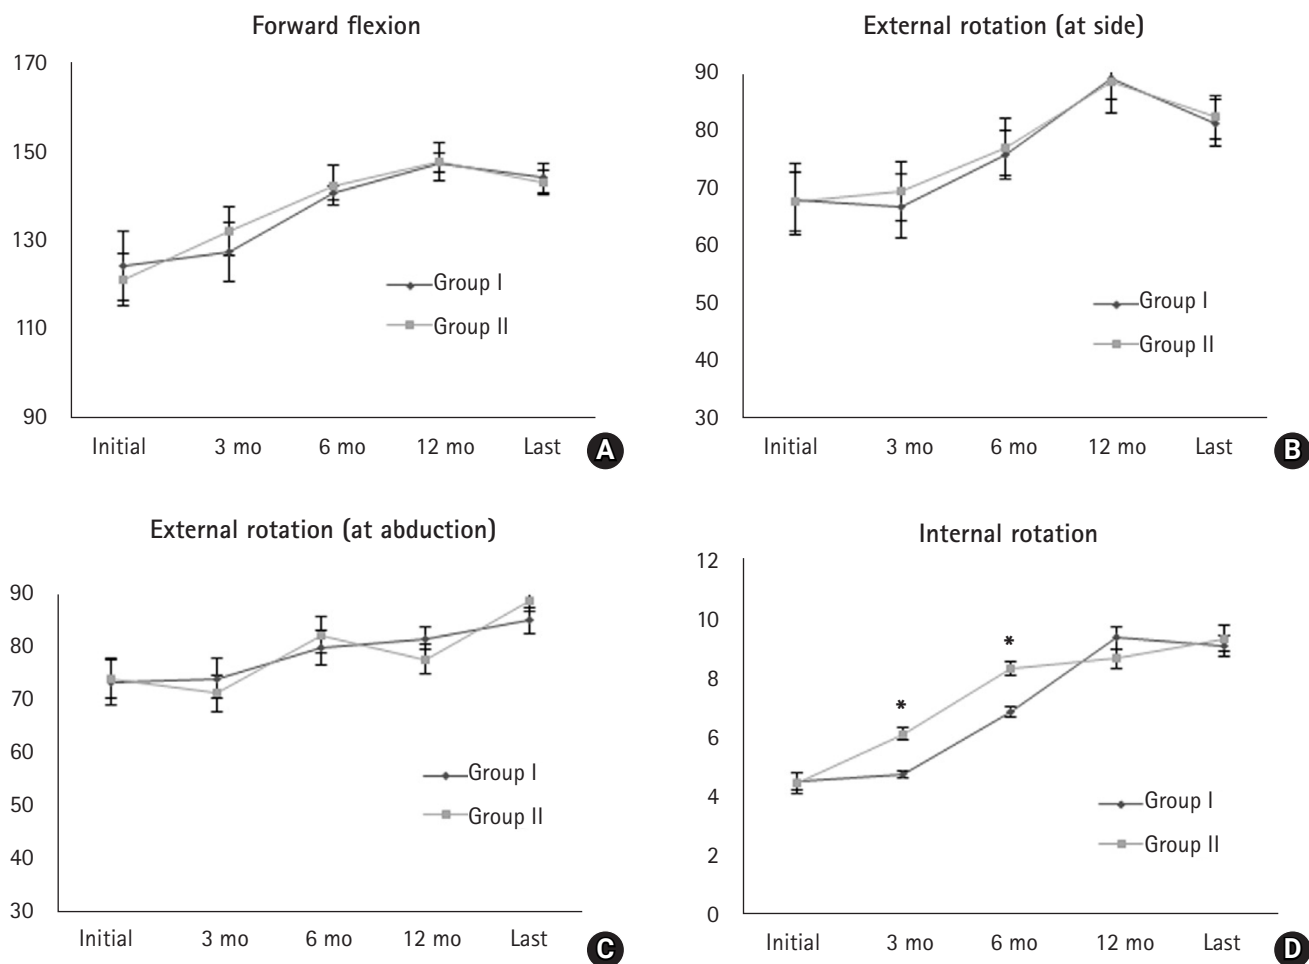 Forward flexion
170
150
130
110
90
Group I
Group II
Initial 3 mo 6 mo 12 mo Last
A
External rotation (at side)
90
80
70
60
50
40
30
Group I
Group II
Initial 3 mo 6 mo 12 mo Last
B
External rotation (at abduction)
90
80
70
60
50
40
30
Group I
Group II
Initial 3 mo 6 mo 12 mo Last
C
Internal rotation
12
10
8
6
4
2
0
*
*
Group I
Group II
Initial 3 mo 6 mo 12 mo Last
D